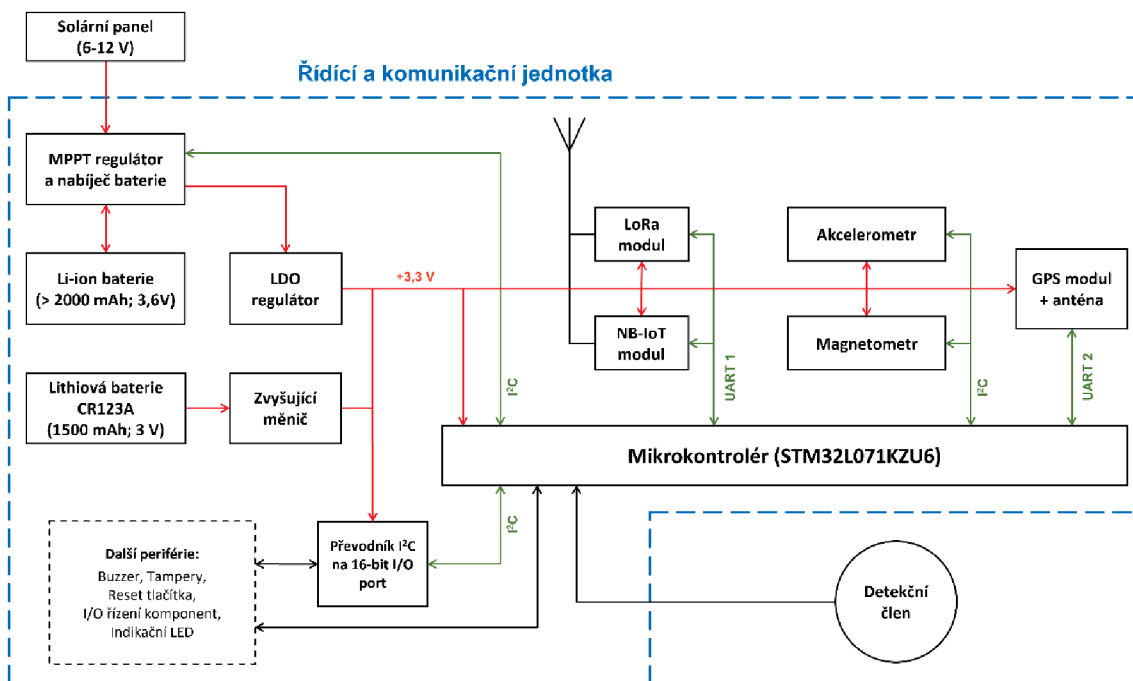 Solární panel
(6-12 V)
Řídící a komunikační jednotka
MPPT regulátor
a nabíječ baterie
LoRa
modul
Akcelerometr
Li-ion baterie
(> 2000 mAh; 3,6V)
LDO
regulátor
+3,3 V
GPS modul
+ anténa
NB-IoT
modul
Magnetometr
Lithiová baterie
CR123A
(1500 mAh; 3 V)
Zvyšující
měnič
I²C
UART 1
I²C
UART 2
Mikrokontrolér (STM32L071KZU6)
I²C
Další periférie:
Buzzer, Tampery,
Reset tlačítka,
I/O řízení komponent,
Indikační LED
Převodník I²C
na 16-bit I/O
port
Detekční
člen